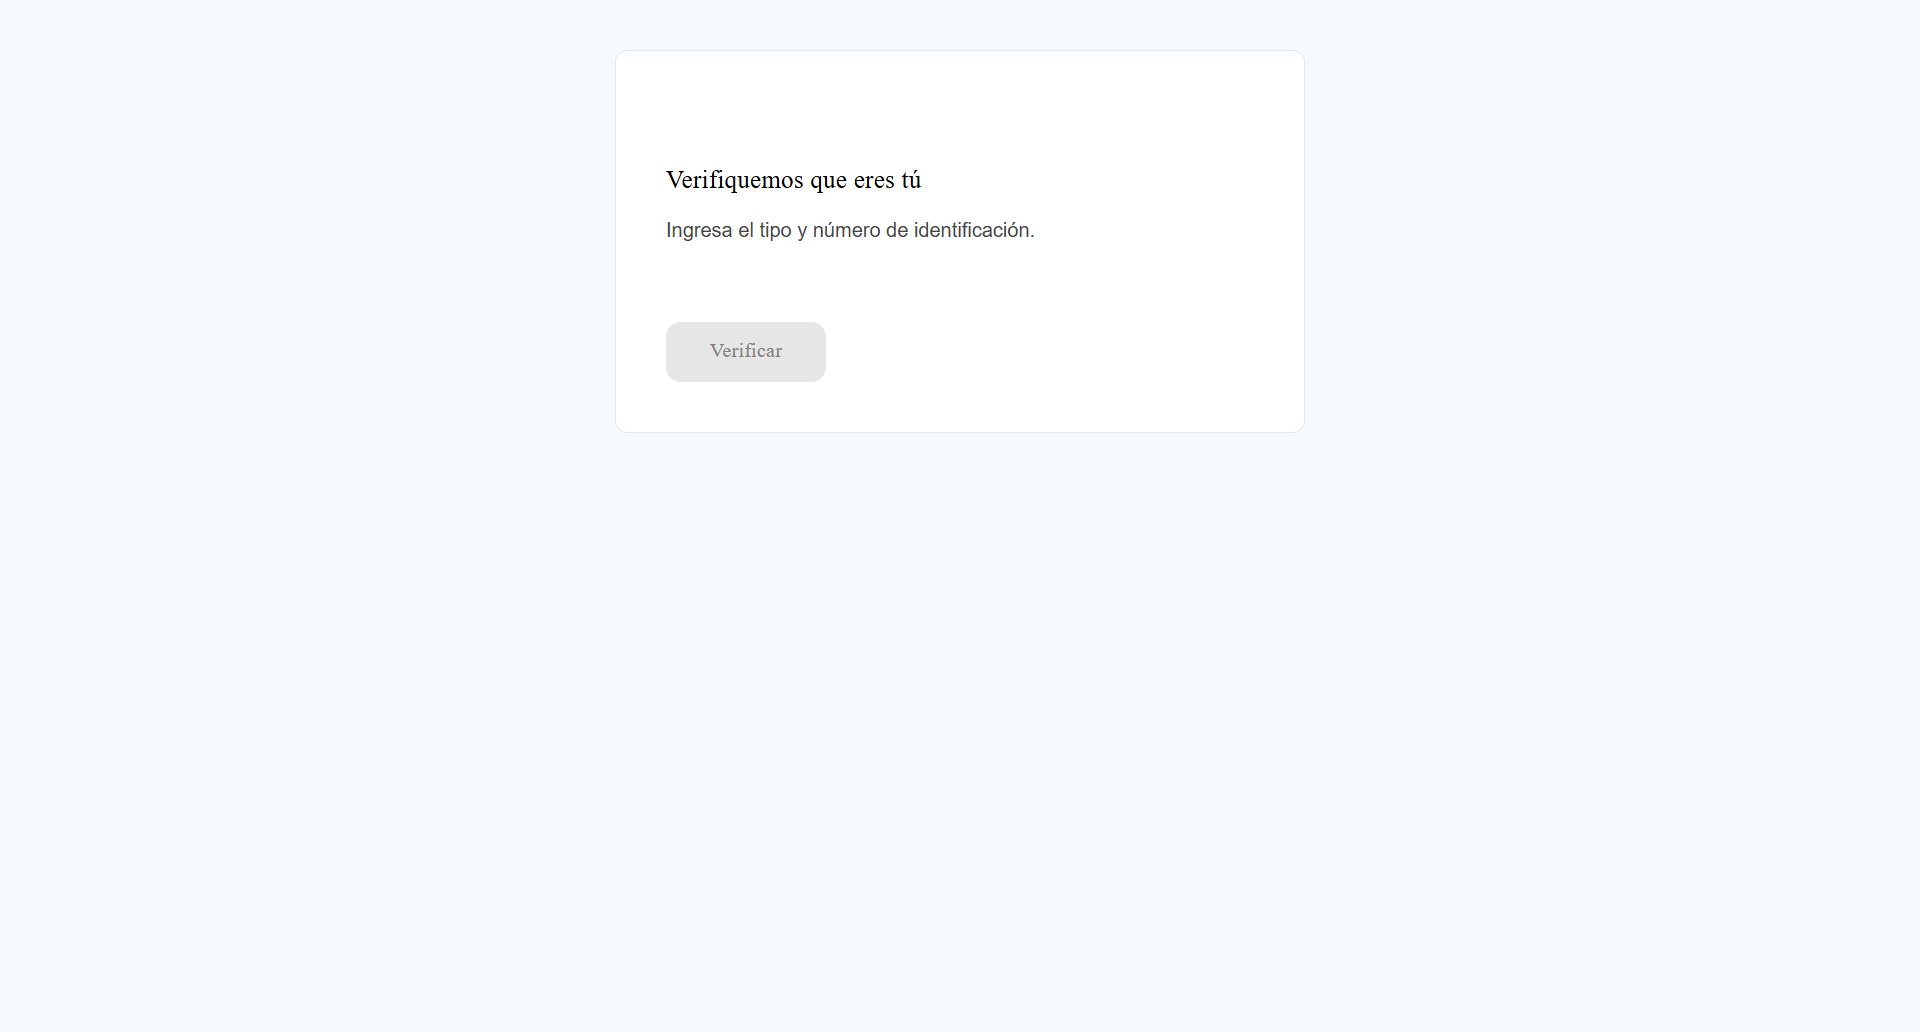 Verifiquemos que eres tú
Ingresa el tipo y número de identificación.
Verificar